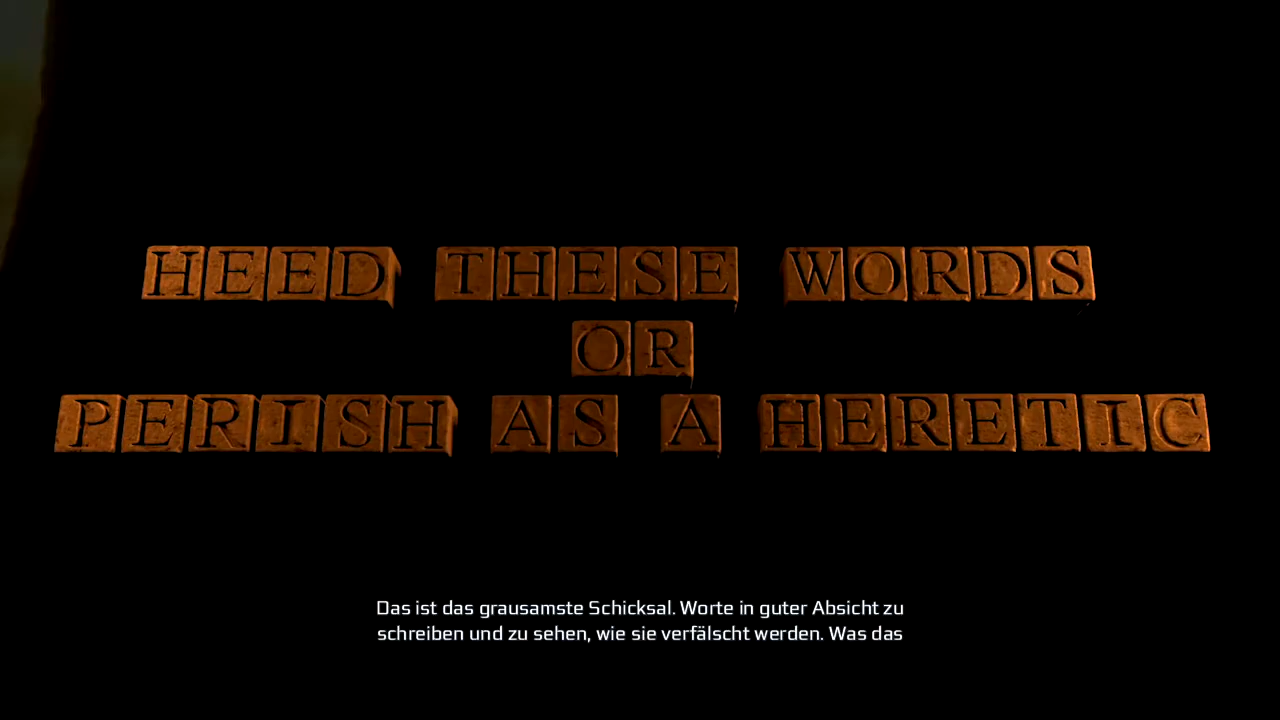 HEED THESE WORDS
OR
PERISH AS A HERETIC
Das ist das grausamste Schicksal. Worte in guter Absicht zu
schreiben und zu sehen, wie sie verfälscht werden. Was das